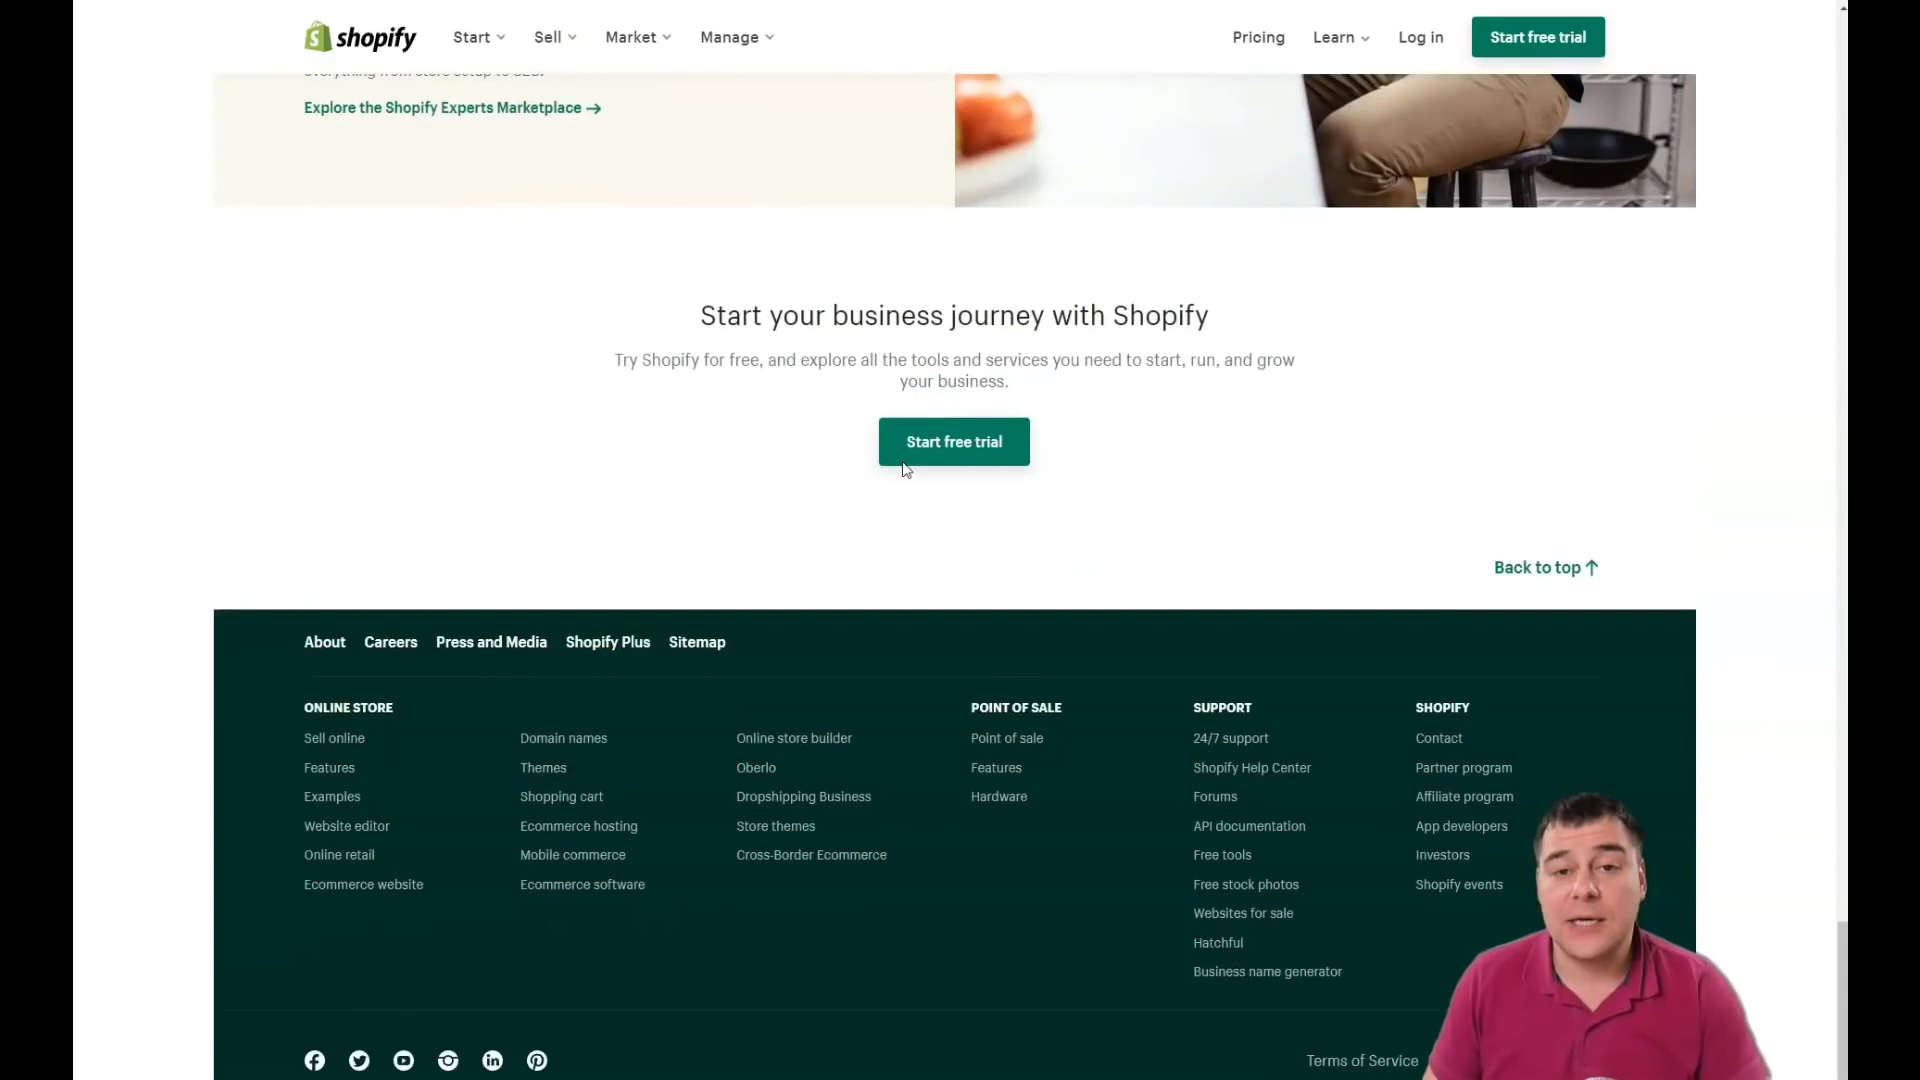 shopify
Start
Sell
Market
Manage
Pricing
Learn
Log in
Start free trial
everything from store setup to SEO.
Explore the Shopify Experts Marketplace →
Start your business journey with Shopify
Try Shopify for free, and explore all the tools and services you need to start, run, and grow
your business.
Start free trial
Back to top ↑
About
Careers
Press and Media
Shopify Plus
Sitemap
ONLINE STORE
Sell online
Features
Examples
Website editor
Online retail
Ecommerce website
Domain names
Themes
Shopping cart
Ecommerce hosting
Mobile commerce
Ecommerce software
Online store builder
Oberlo
Dropshipping Business
Store themes
Cross-Border Ecommerce
POINT OF SALE
Point of sale
Features
Hardware
SUPPORT
24/7 support
Shopify Help Center
Forums
API documentation
Free tools
Free stock photos
Websites for sale
Hatchful
Business name generator
SHOPIFY
Contact
Partner program
Affiliate program
App developers
Investors
Shopify events
Terms of Service